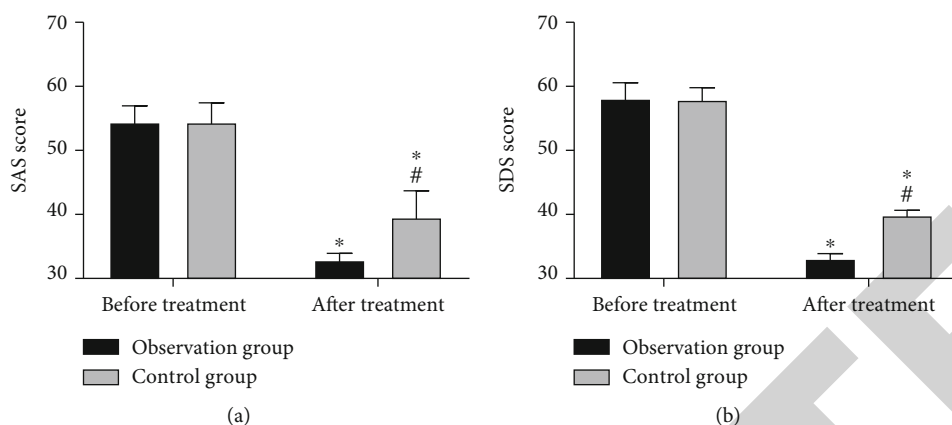 70
60
50
40
30
SAS score
*
*
#
Before treatment
After treatment
Observation group
Control group
(a)
70
60
50
40
30
SDS score
*
*
#
Before treatment
After treatment
Observation group
Control group
(b)